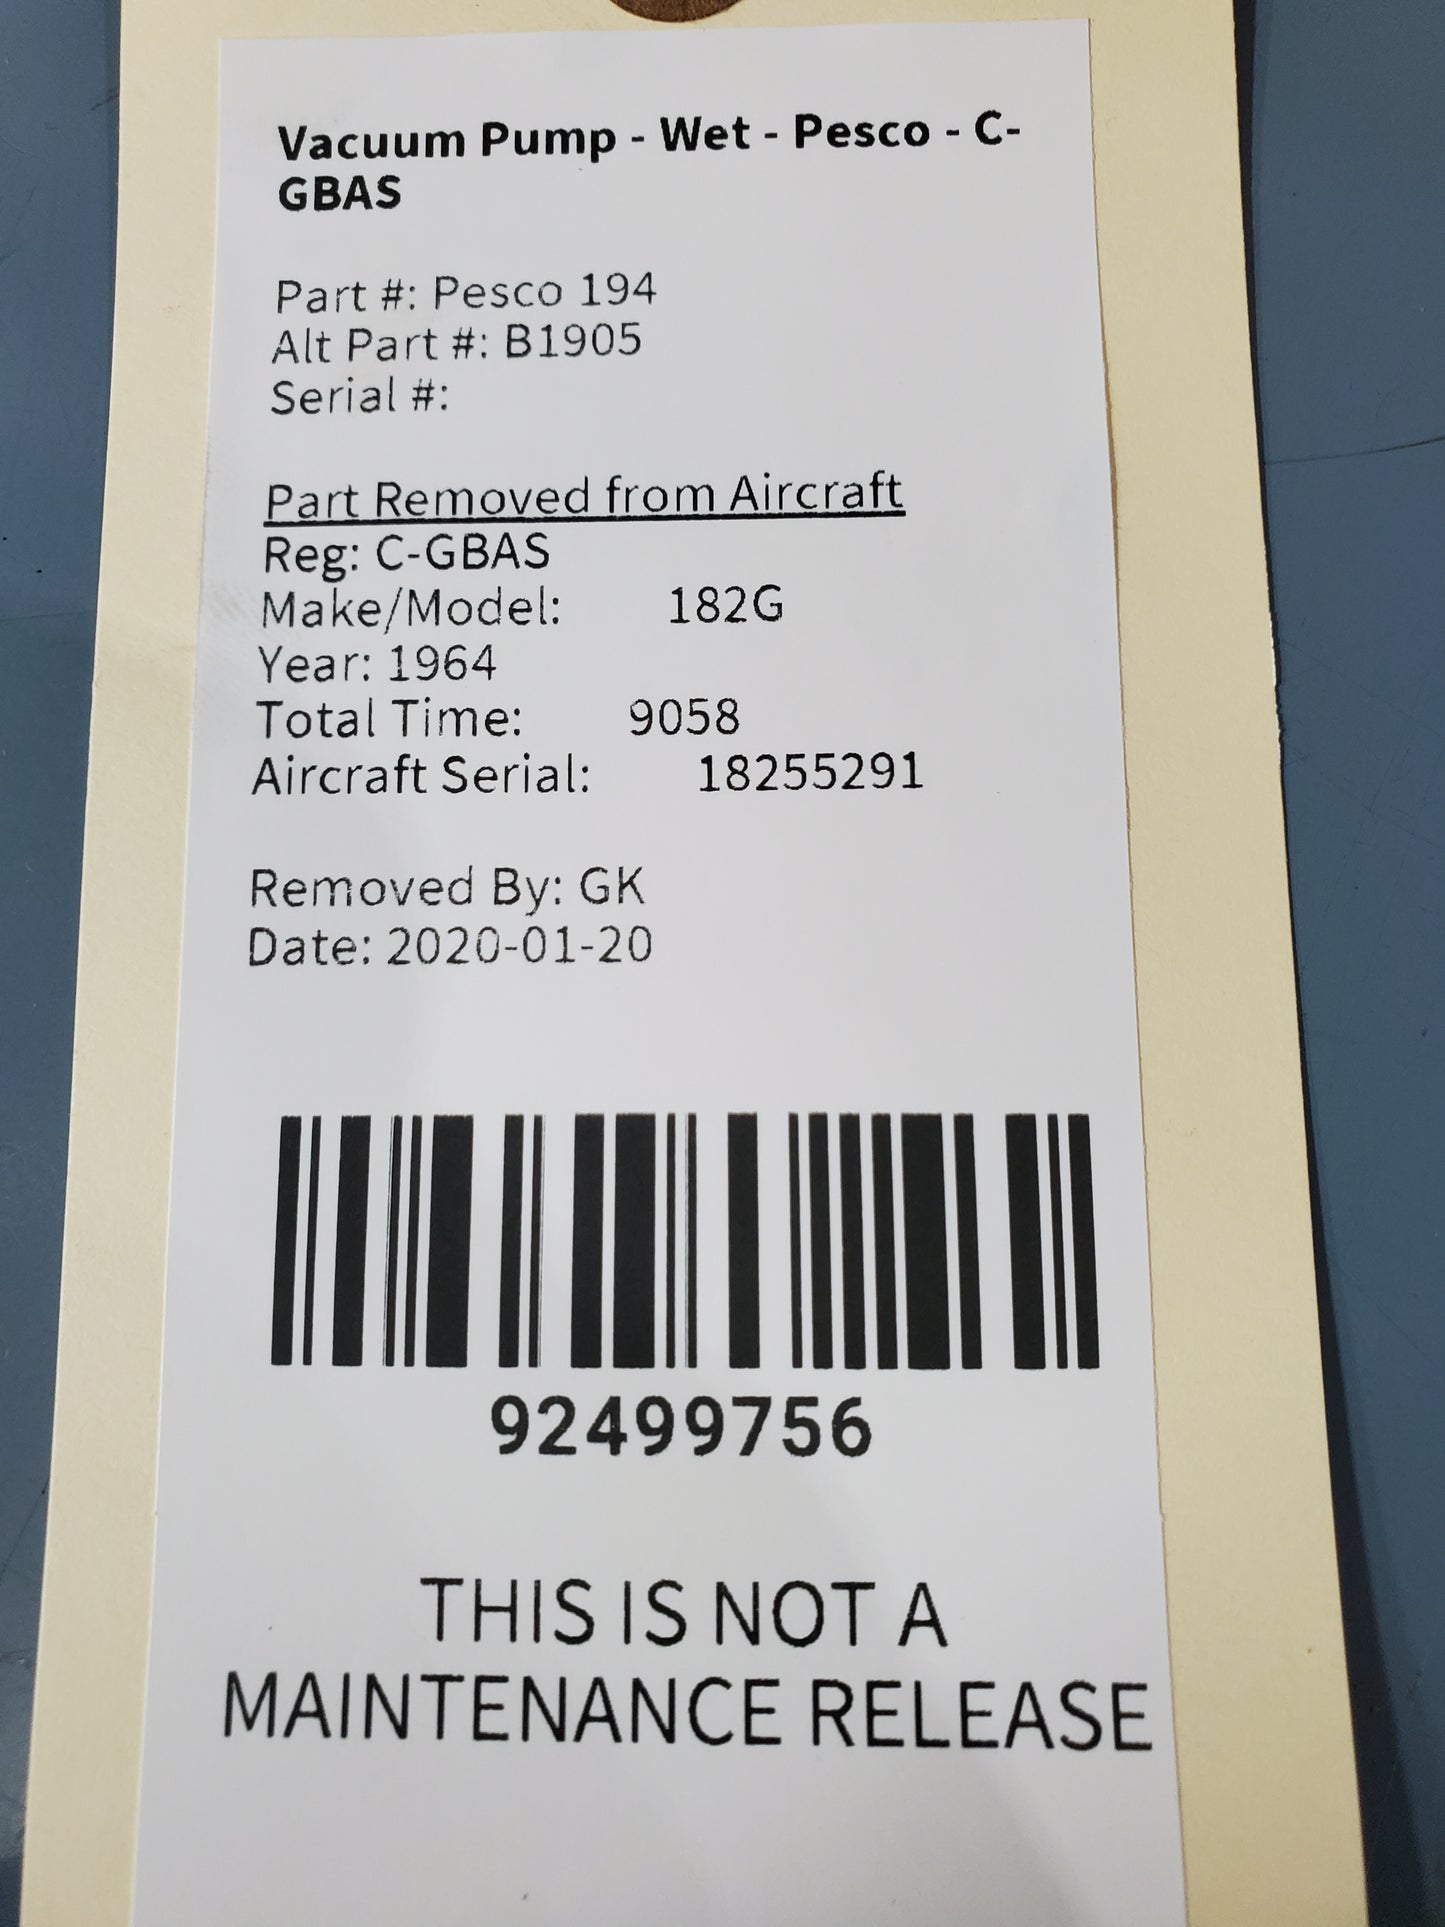 Vacuum Pump - Wet - Pesco - C-
GBAS
Part #: Pesco 194
Alt Part #: B1905
Serial #:
Part Removed from Aircraft
Reg: C-GBAS
Make/Model: 182G
Year: 1964
Total Time: 9058
Aircraft Serial: 18255291
Removed By: GK
Date: 2020-01-20
92499756
THIS IS NOT A
MAINTENANCE RELEASE